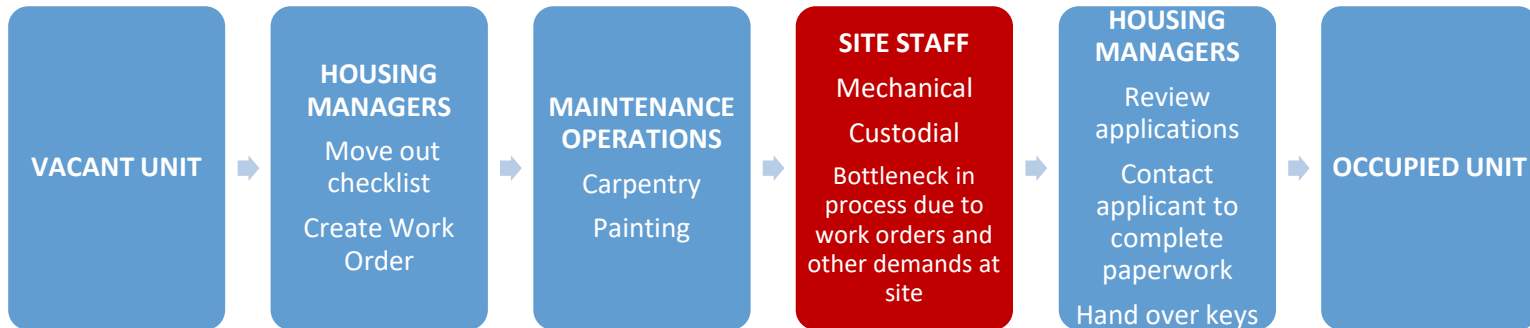 VACANT UNIT
HOUSING
MANAGERS
Move out
checklist
Create Work
Order
MAINTENANCE
OPERATIONS
Carpentry
Painting
SITE STAFF
Mechanical
Custodial
Bottleneck in
process due to
work orders and
other demands at
site
HOUSING
MANAGERS
Review
applications
Contact
applicant to
complete
paperwork
Hand over keys
OCCUPIED UNIT